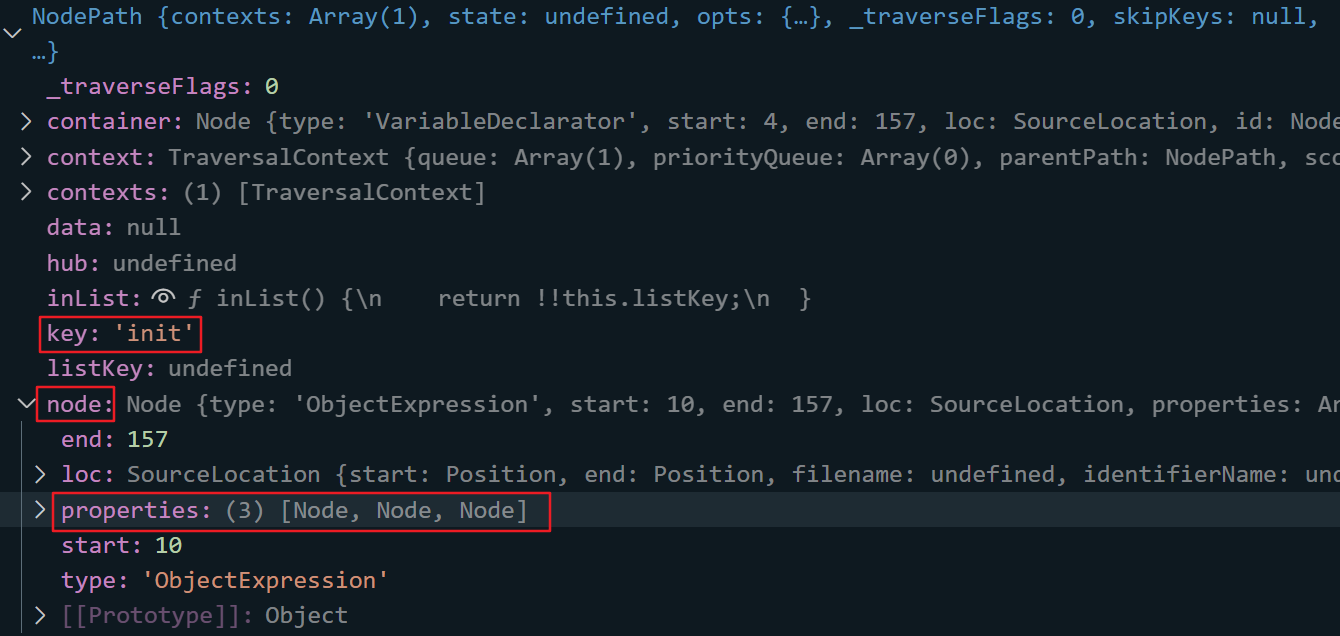 NodePath {contexts: Array(1), state: undefined, opts: {…}, _traverseFlags: 0, skipKeys: null,
…}
_traverseFlags: 0
container: Node {type: 'VariableDeclarator', start: 4, end: 157, loc: SourceLocation, id: Node
context: TraversalContext {queue: Array(1), priorityQueue: Array(0), parentPath: NodePath, sco
contexts: (1) [TraversalContext]
data: null
hub: undefined
inList: ƒ inList() {\n    return !!this.listKey;\n  }
key: 'init'
listKey: undefined
node: Node {type: 'ObjectExpression', start: 10, end: 157, loc: SourceLocation, properties: Ar
end: 157
loc: SourceLocation {start: Position, end: Position, filename: undefined, identifierName: und
properties: (3) [Node, Node, Node]
start: 10
type: 'ObjectExpression'
[[Prototype]]: Object